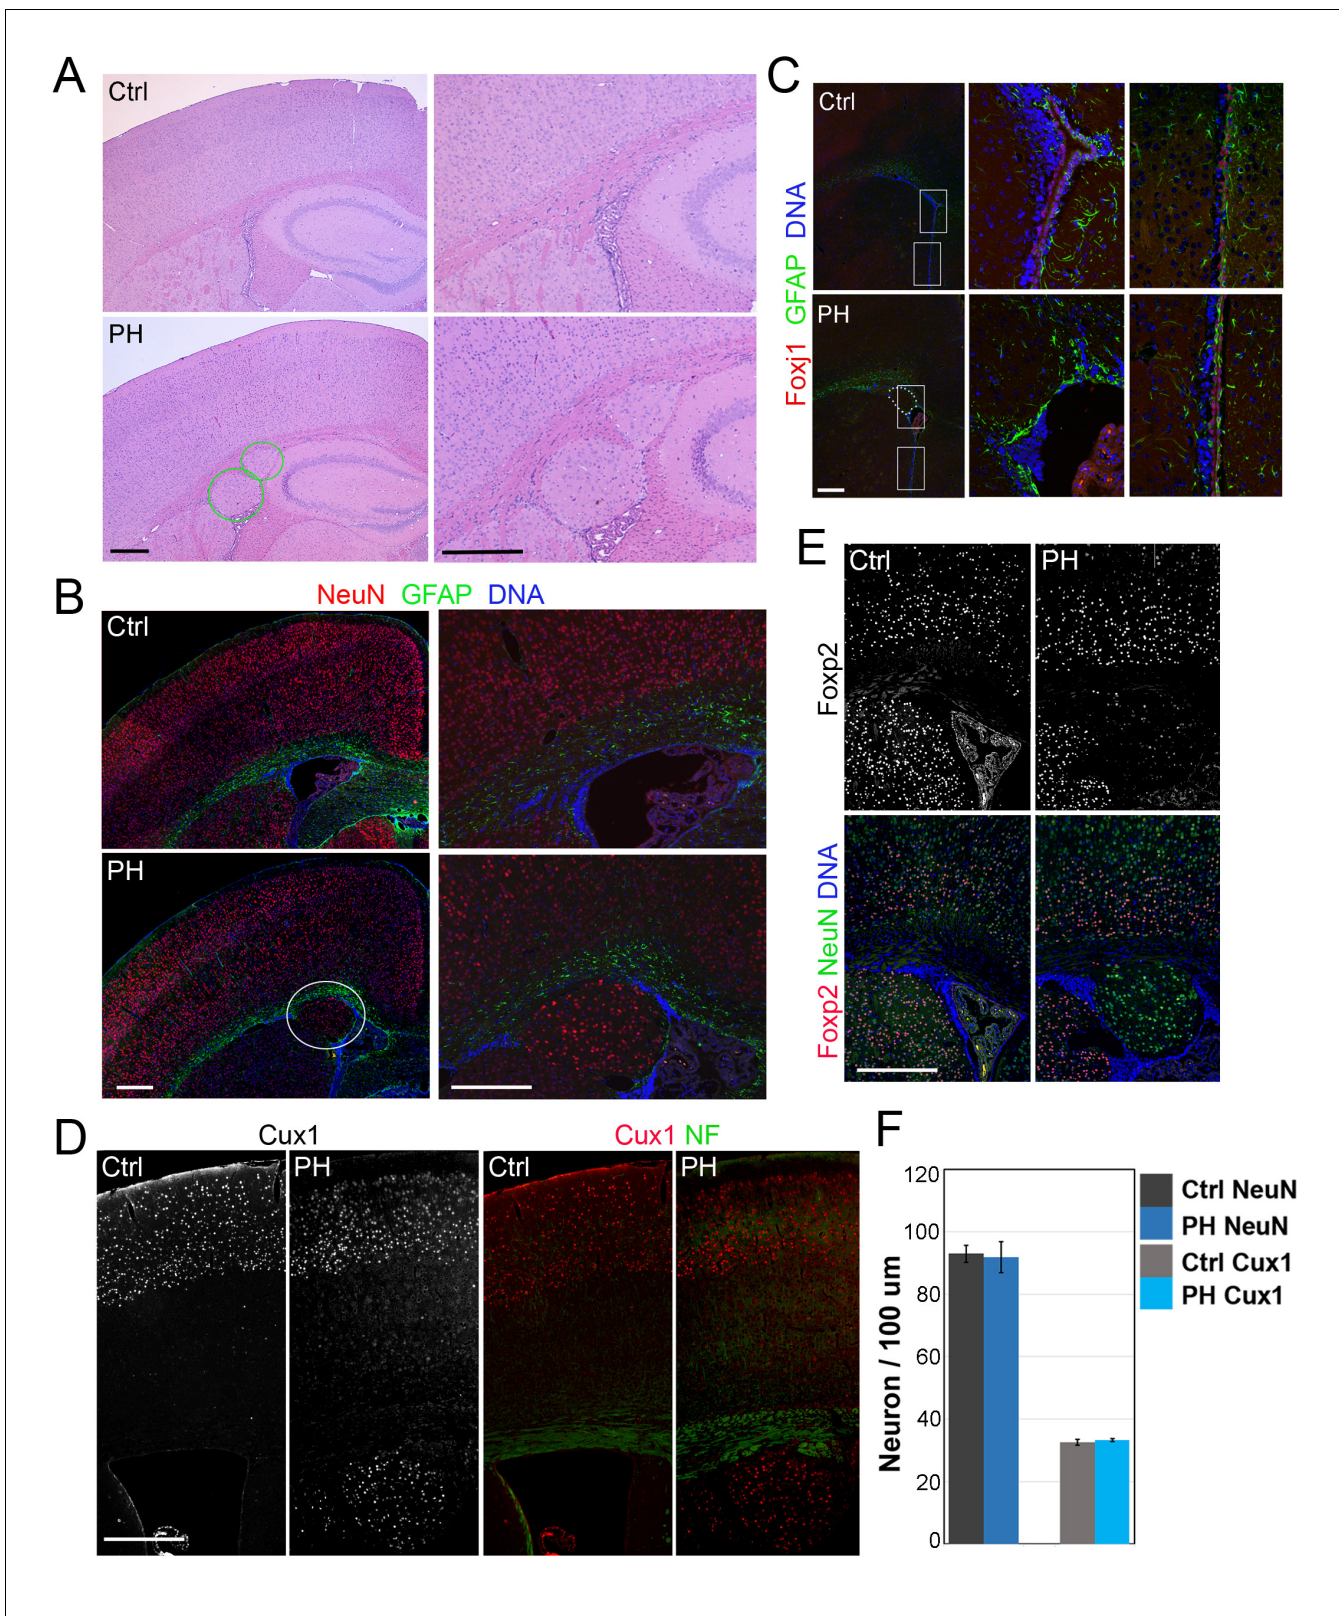 A
Ctrl
PH
B
NeuN GFAP DNA
Ctrl
PH
C
Ctrl
PH
Foxj1 GFAP DNA
D
Cux1
Ctrl
PH
Cux1 NF
Ctrl
PH
E
Ctrl
PH
Foxp2
Foxp2 NeuN DNA
F
Neuron / 100 um
120
100
80
60
40
20
0
Ctrl NeuN
PH NeuN
Ctrl Cux1
PH Cux1